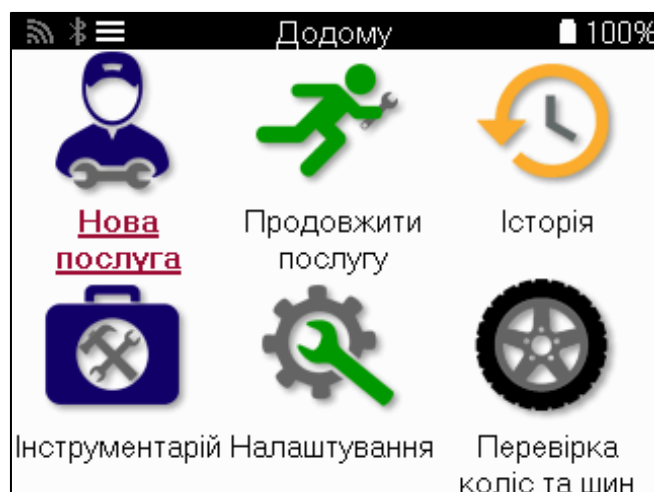 Додому 100%
Нова Продовжити Історія
послуга послугу
Інструментарій Налаштування Перевірка
коліс та шин